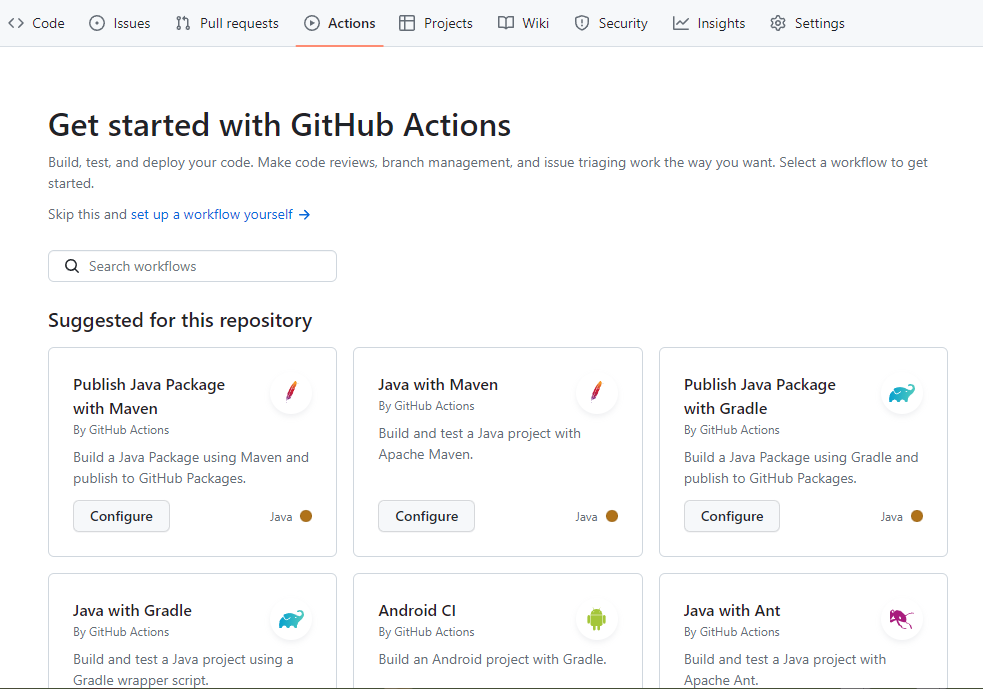 Code Issues Pull requests Actions Projects Wiki Security Insights Settings
Get started with GitHub Actions
Build, test, and deploy your code. Make code reviews, branch management, and issue triaging work the way you want. Select a workflow to get
started.
Skip this and set up a workflow yourself →
Search workflows
Suggested for this repository
Publish Java Package
with Maven
By GitHub Actions
Build a Java Package using Maven and
publish to GitHub Packages.
Configure
Java
Java with Maven
By GitHub Actions
Build and test a Java project with
Apache Maven.
Configure
Java
Publish Java Package
with Gradle
By GitHub Actions
Build a Java Package using Gradle and
publish to GitHub Packages.
Configure
Java
Java with Gradle
By GitHub Actions
Build and test a Java project using a
Gradle wrapper script.
Android CI
By GitHub Actions
Build an Android project with Gradle.
Java with Ant
By GitHub Actions
Build and test a Java project with
Apache Ant.